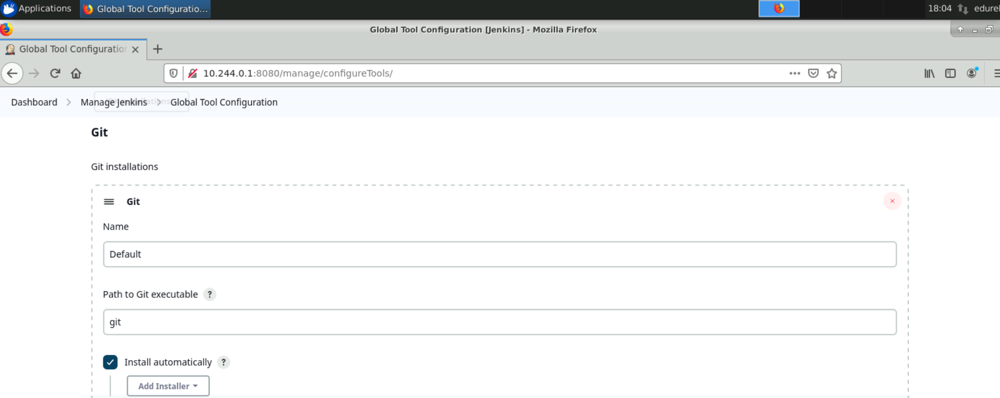 Applications Global Tool Configuratio... 18:04
Global Tool Configuration [Jenkins] - Mozilla Firefox
Global Tool Configuration
10.244.0.1:8080/manage/configureTools/
Dashboard Manage Jenkins Global Tool Configuration
Git
Git installations
Git
Name
Default
Path to Git executable ?
git
Install automatically ?
Add Installer